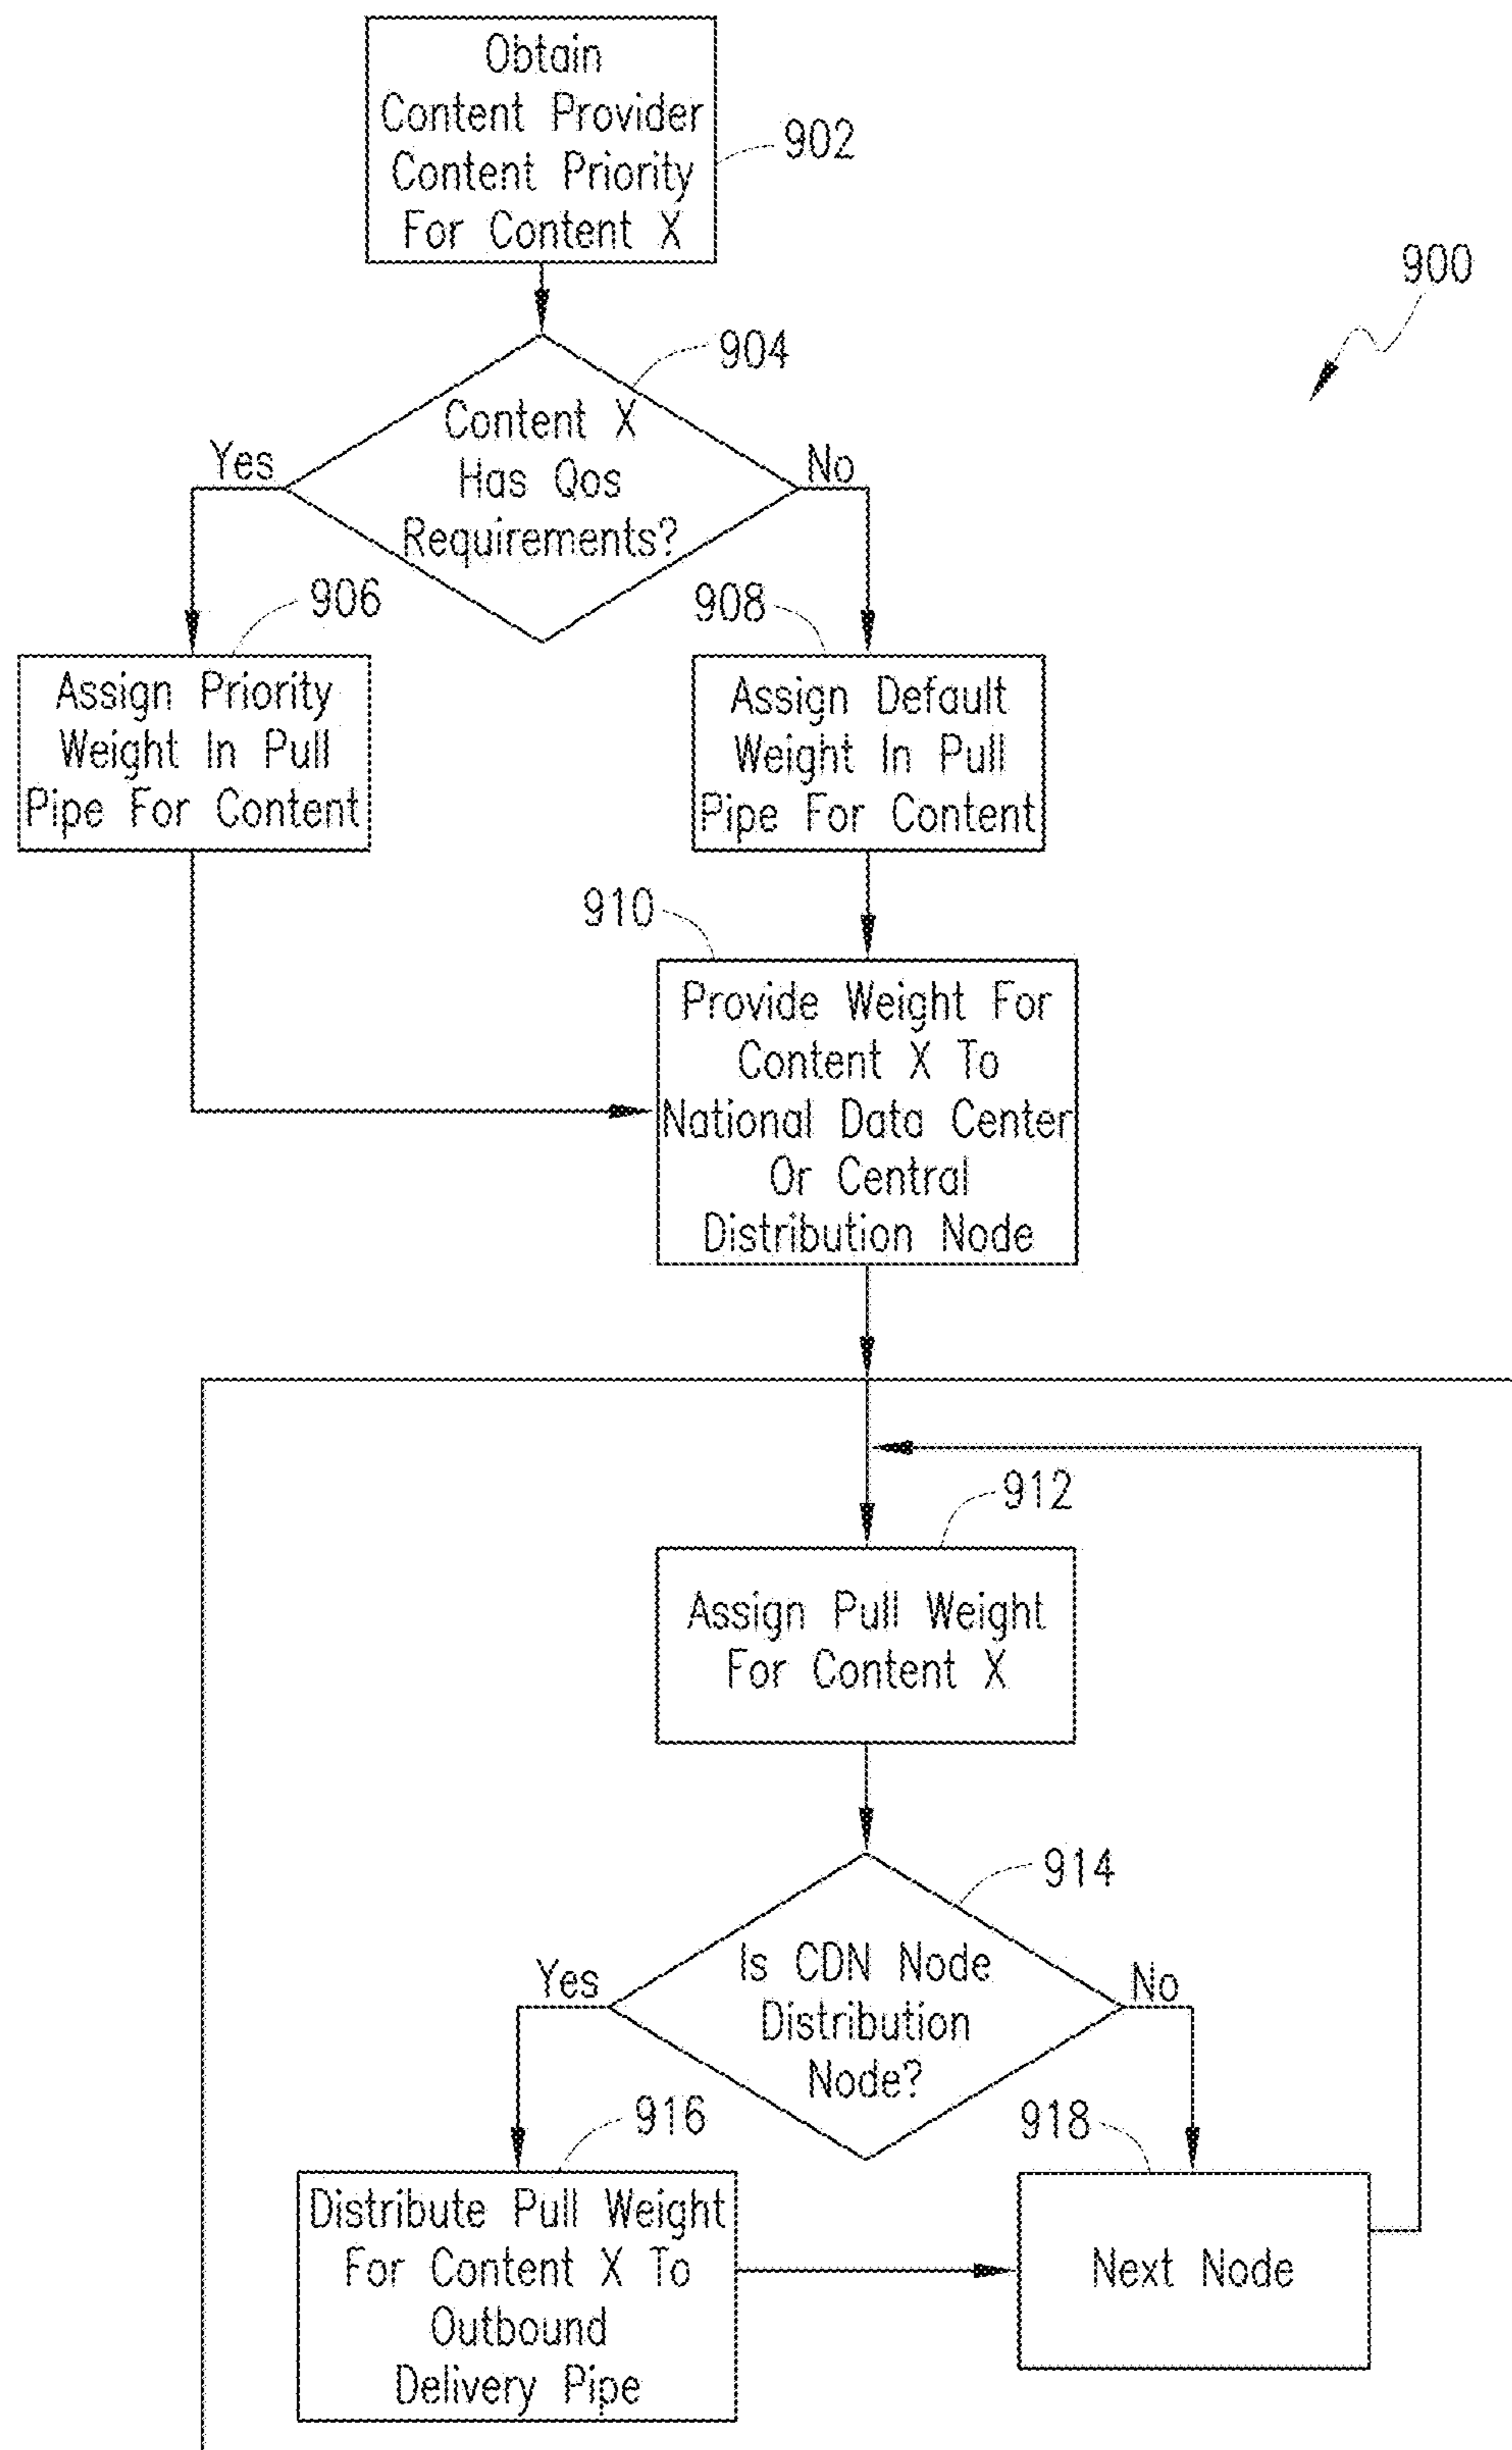 Obtain
Content Provider
Content Priority
For Content X
902
900
904
Content X
Has Qos
Requirements?
Yes
No
906
908
Assign Priority
Weight In Pull
Pipe For Content
Assign Default
Weight In Pull
Pipe For Content
910
Provide Weight For
Content X To
National Data Center
Or Central
Distribution Node
912
Assign Pull Weight
For Content X
914
Is CDN Node
Distribution
Node?
Yes
No
916
918
Distribute Pull Weight
For Content X To
Outbound
Delivery Pipe
Next Node